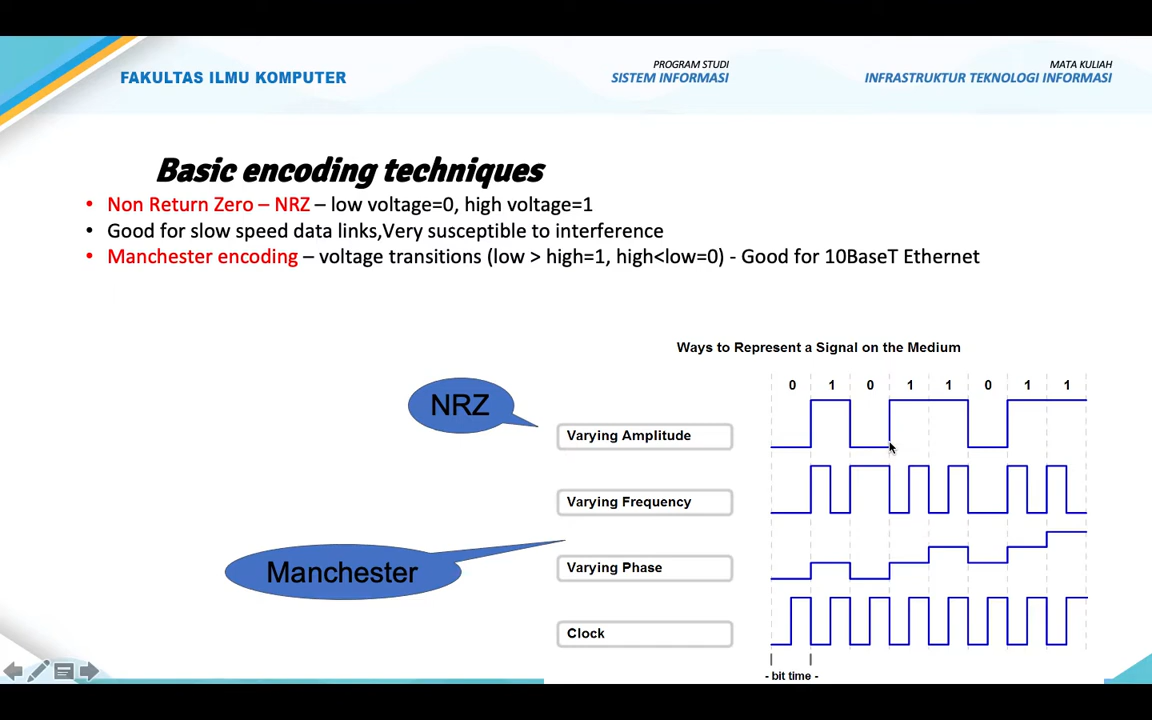 FAKULTAS ILMU KOMPUTER
PROGRAM STUDI
SISTEM INFORMASI
MATA KULIAH
INFRASTRUKTUR TEKNOLOGI INFORMASI
Basic encoding techniques
• Non Return Zero – NRZ – low voltage=0, high voltage=1
• Good for slow speed data links,Very susceptible to interference
• Manchester encoding – voltage transitions (low > high=1, high<low=0) - Good for 10BaseT Ethernet
Ways to Represent a Signal on the Medium
0 1 0 1 1 0 1 1
NRZ
Varying Amplitude
Varying Frequency
Manchester
Varying Phase
Clock
- bit time -